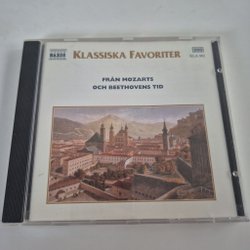 NAXOS
KLASSISKA FAVORITER
FRÅN MOZARTS
OCH BEETHOVENS TID